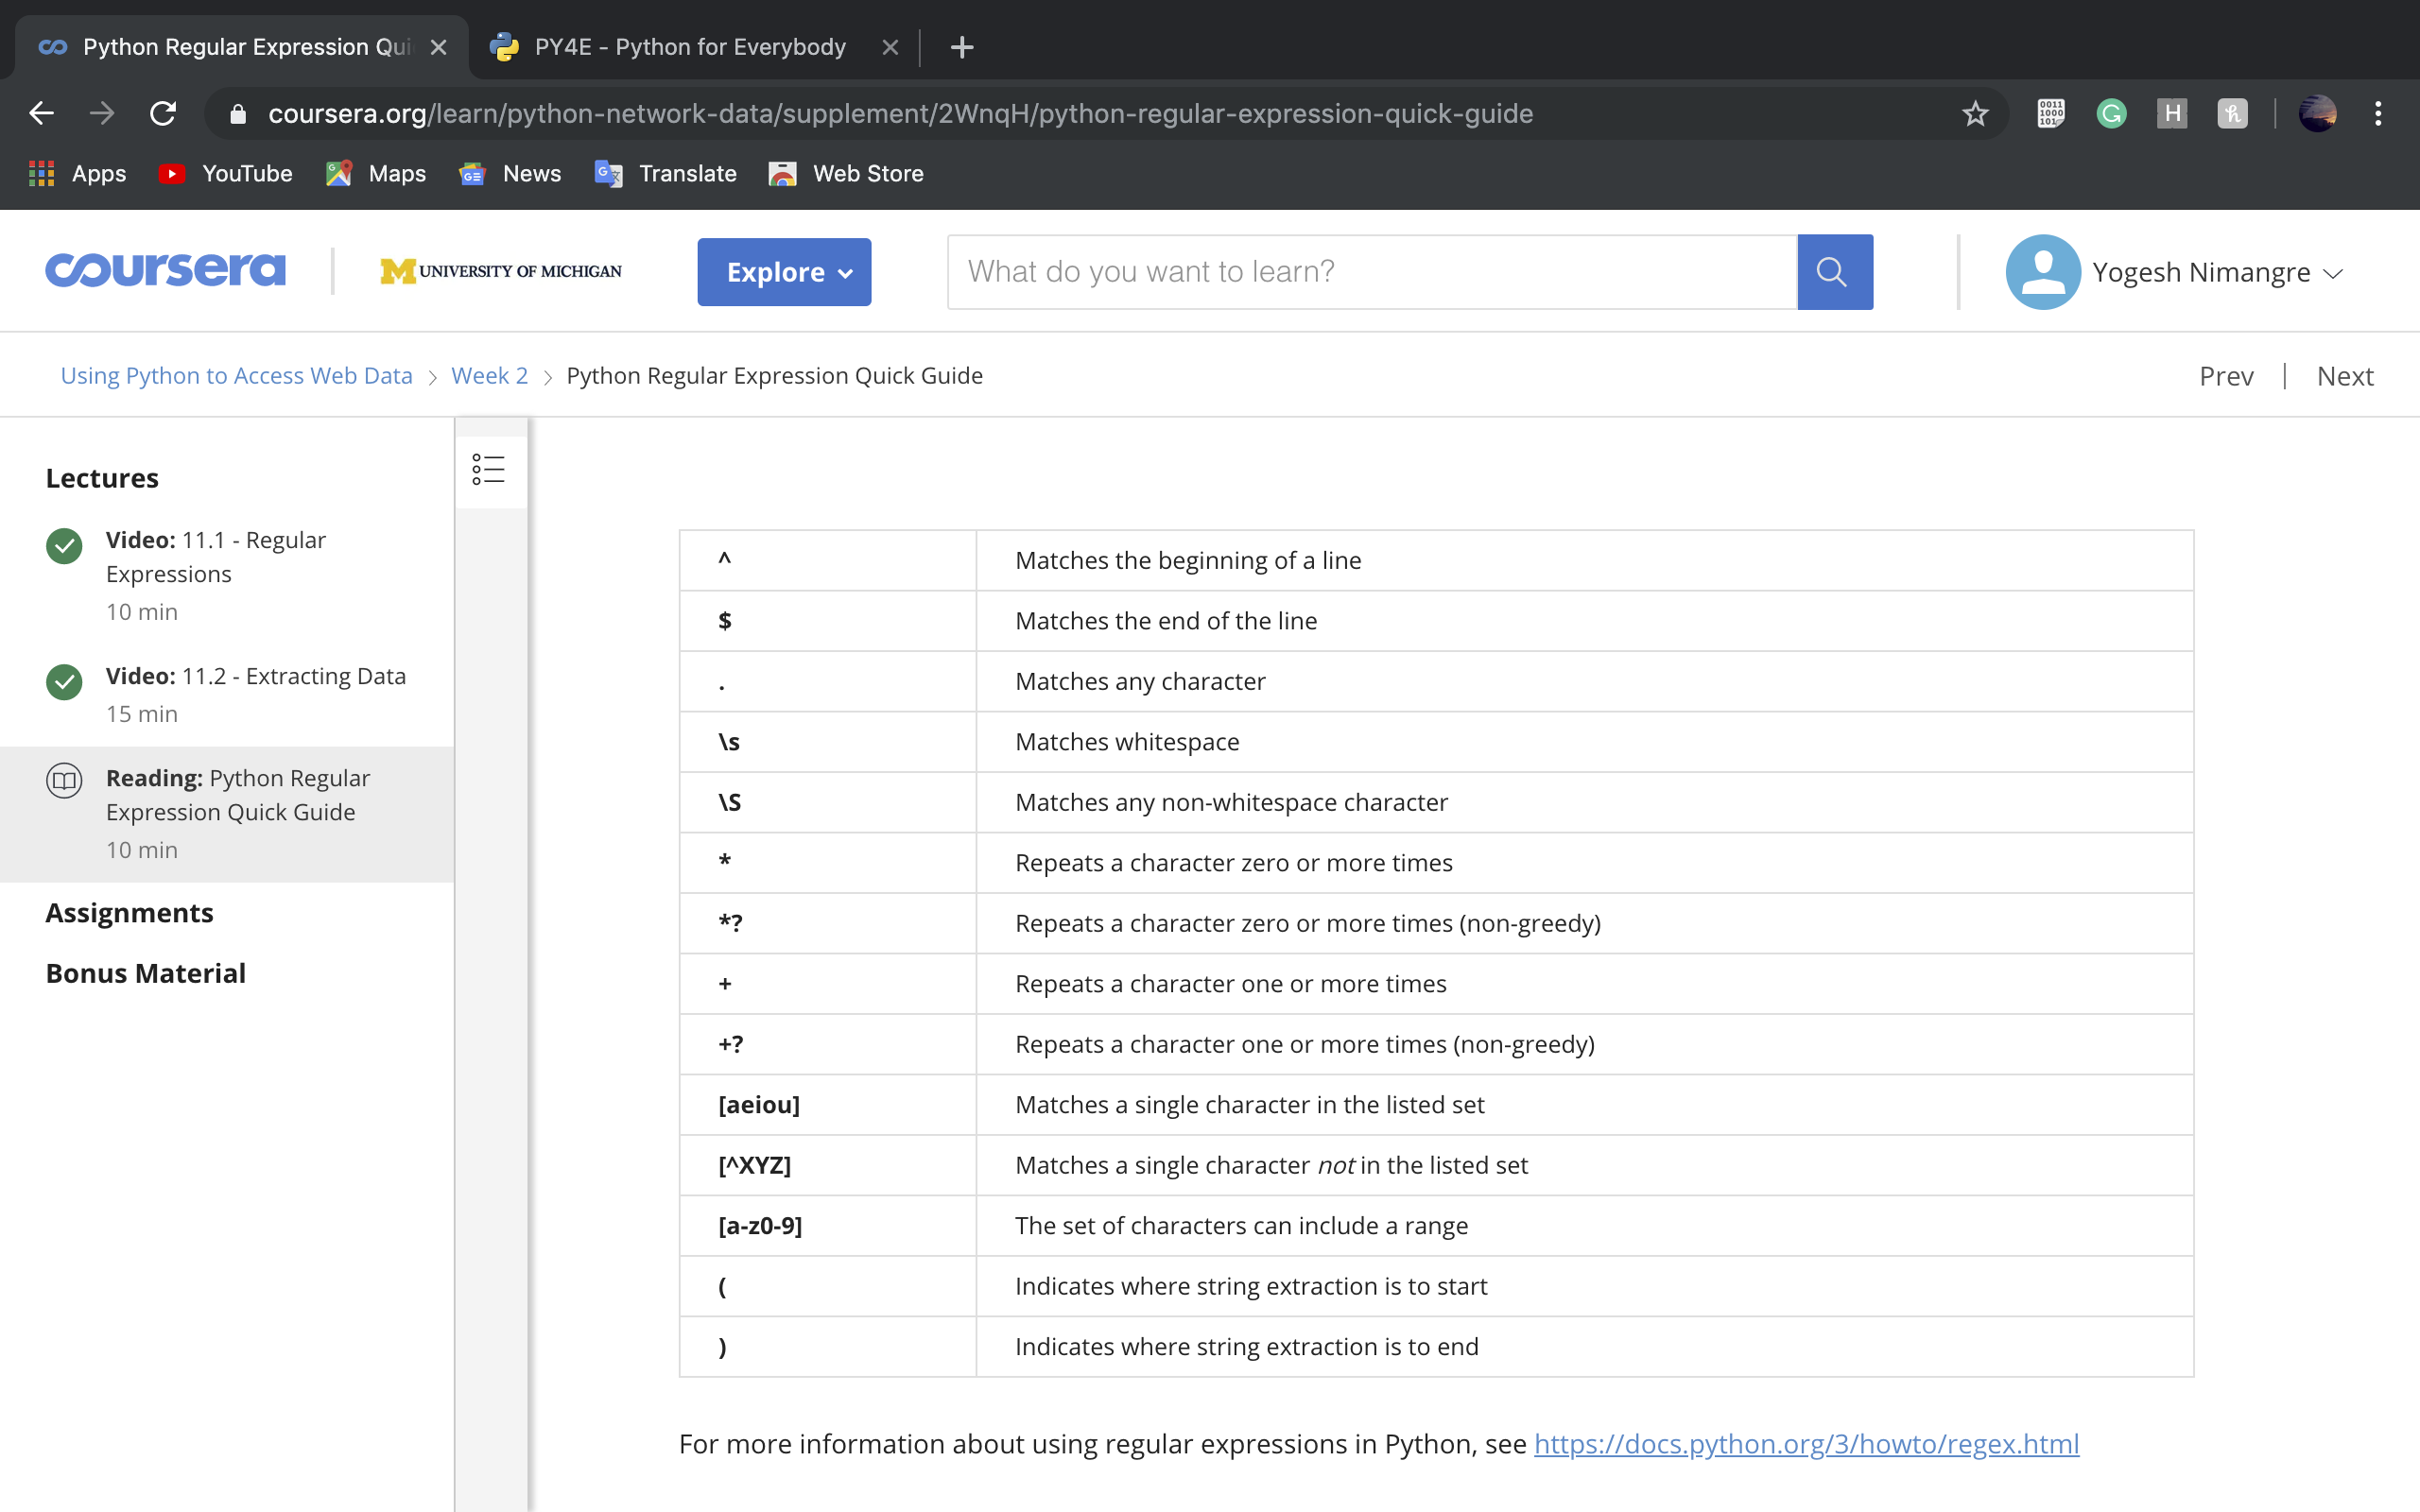 Python Regular Expression Qui
PY4E - Python for Everybody
coursera.org/learn/python-network-data/supplement/2WnqH/python-regular-expression-quick-guide
Apps YouTube Maps News Translate Web Store
coursera
M UNIVERSITY OF MICHIGAN
Explore
What do you want to learn?
Yogesh Nimangre
Using Python to Access Web Data > Week 2 > Python Regular Expression Quick Guide
Prev | Next
Lectures
Video: 11.1 - Regular
Expressions
10 min
Video: 11.2 - Extracting Data
15 min
Reading: Python Regular
Expression Quick Guide
10 min
Assignments
Bonus Material
^ Matches the beginning of a line
$ Matches the end of the line
. Matches any character
\s Matches whitespace
\S Matches any non-whitespace character
* Repeats a character zero or more times
*? Repeats a character zero or more times (non-greedy)
+ Repeats a character one or more times
+? Repeats a character one or more times (non-greedy)
[aeiou] Matches a single character in the listed set
[^XYZ] Matches a single character not in the listed set
[a-z0-9] The set of characters can include a range
( Indicates where string extraction is to start
) Indicates where string extraction is to end
For more information about using regular expressions in Python, see https://docs.python.org/3/howto/regex.html